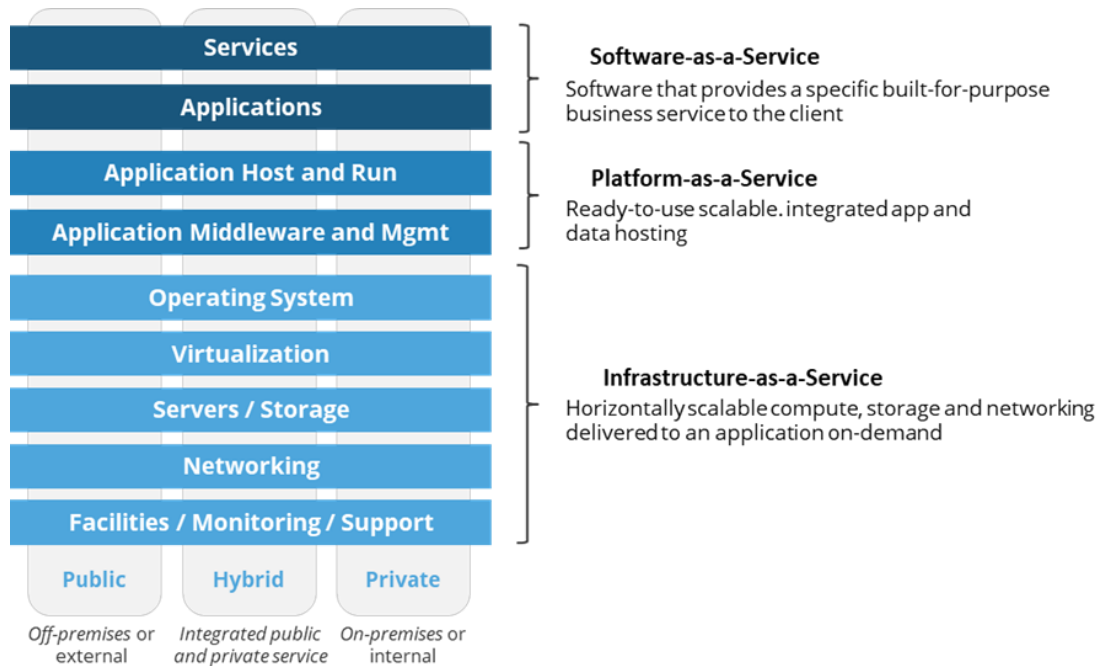 Services
Applications
Application Host and Run
Application Middleware and Mgmt
Operating System
Virtualization
Servers / Storage
Networking
Facilities / Monitoring / Support
Public
Hybrid
Private
Off-premises or
external
Integrated public
and private service
On-premises or
internal
Software-as-a-Service
Software that provides a specific built-for-purpose
business service to the client
Platform-as-a-Service
Ready-to-use scalable. integrated app and
data hosting
Infrastructure-as-a-Service
Horizontally scalable compute, storage and networking
delivered to an application on-demand